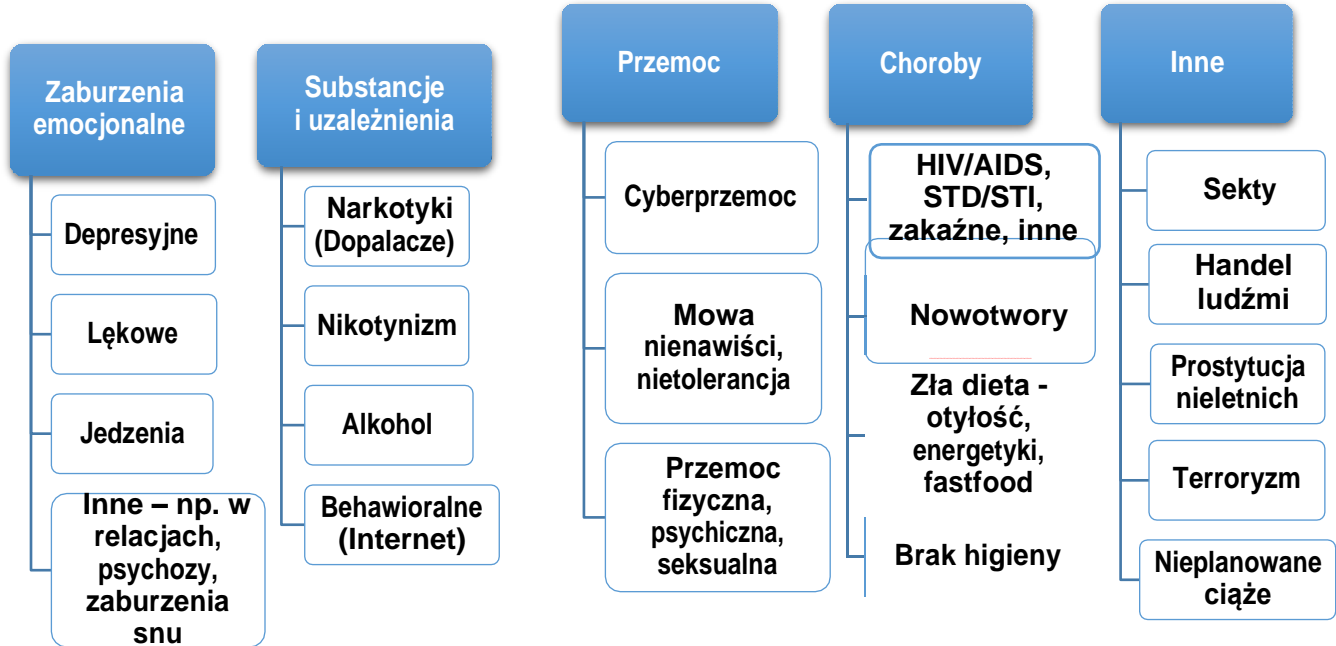 Zaburzenia
emocjonalne
Depresyjne
Lękowe
Jedzenia
Inne – np. w
relacjach,
psychozy,
zaburzenia
snu
Substancje
i uzależnienia
Narkotyki
(Dopalacze)
Nikotynizm
Alkohol
Behawioralne
(Internet)
Przemoc
Cyberprzemoc
Mowa
nienawiści,
nietolerancja
Przemoc
fizyczna,
psychiczna,
seksualna
Choroby
HIV/AIDS,
STD/STI,
zakaźne, inne
Nowotwory
Zła dieta -
otyłość,
energetyki,
fastfood
Brak higieny
Inne
Sekty
Handel
ludźmi
Prostytucja
nieletnich
Terroryzm
Nieplanowane
ciąże